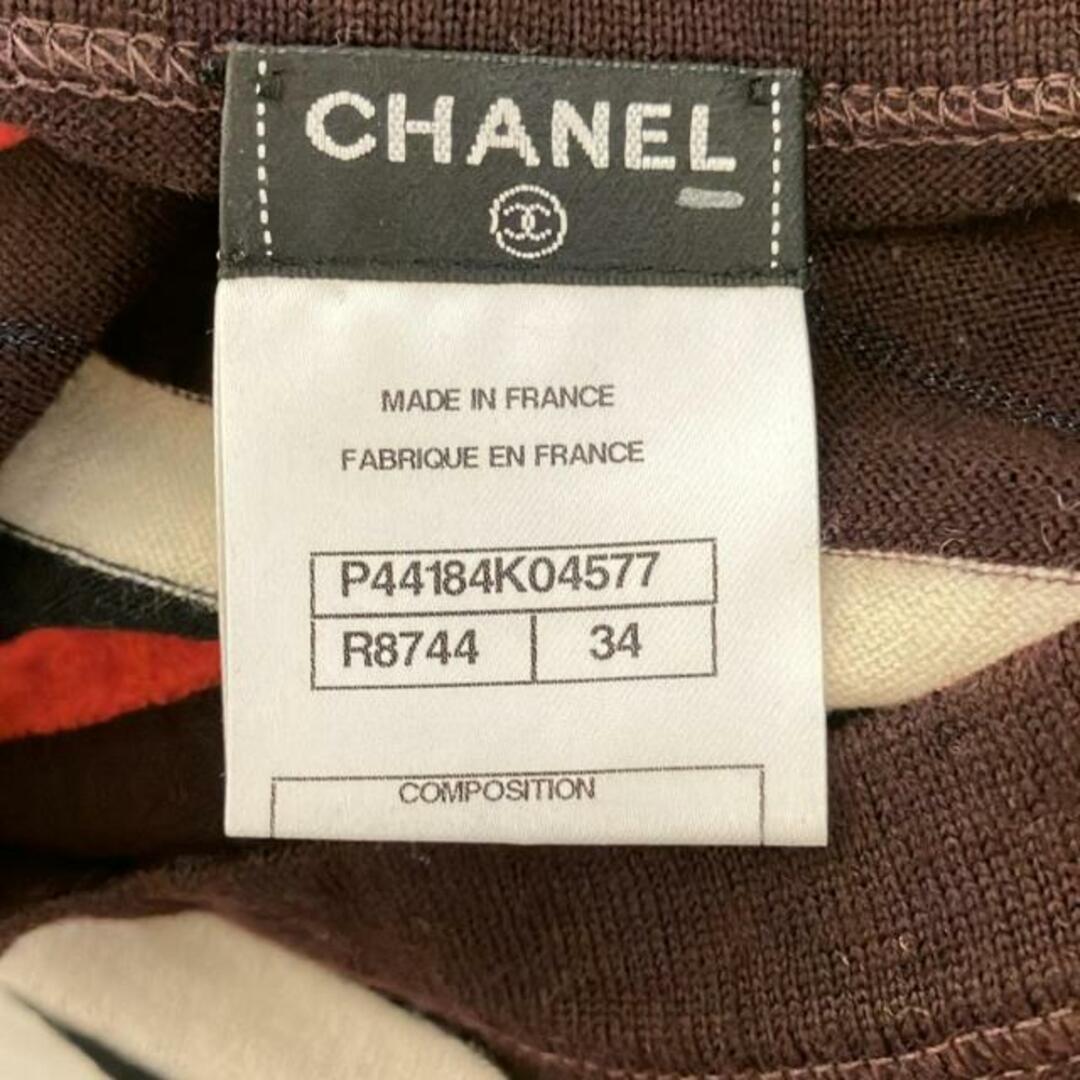 CHANEL
MADE IN FRANCE
FABRIQUE EN FRANCE
P44184K04577
R8744 34
COMPOSITION